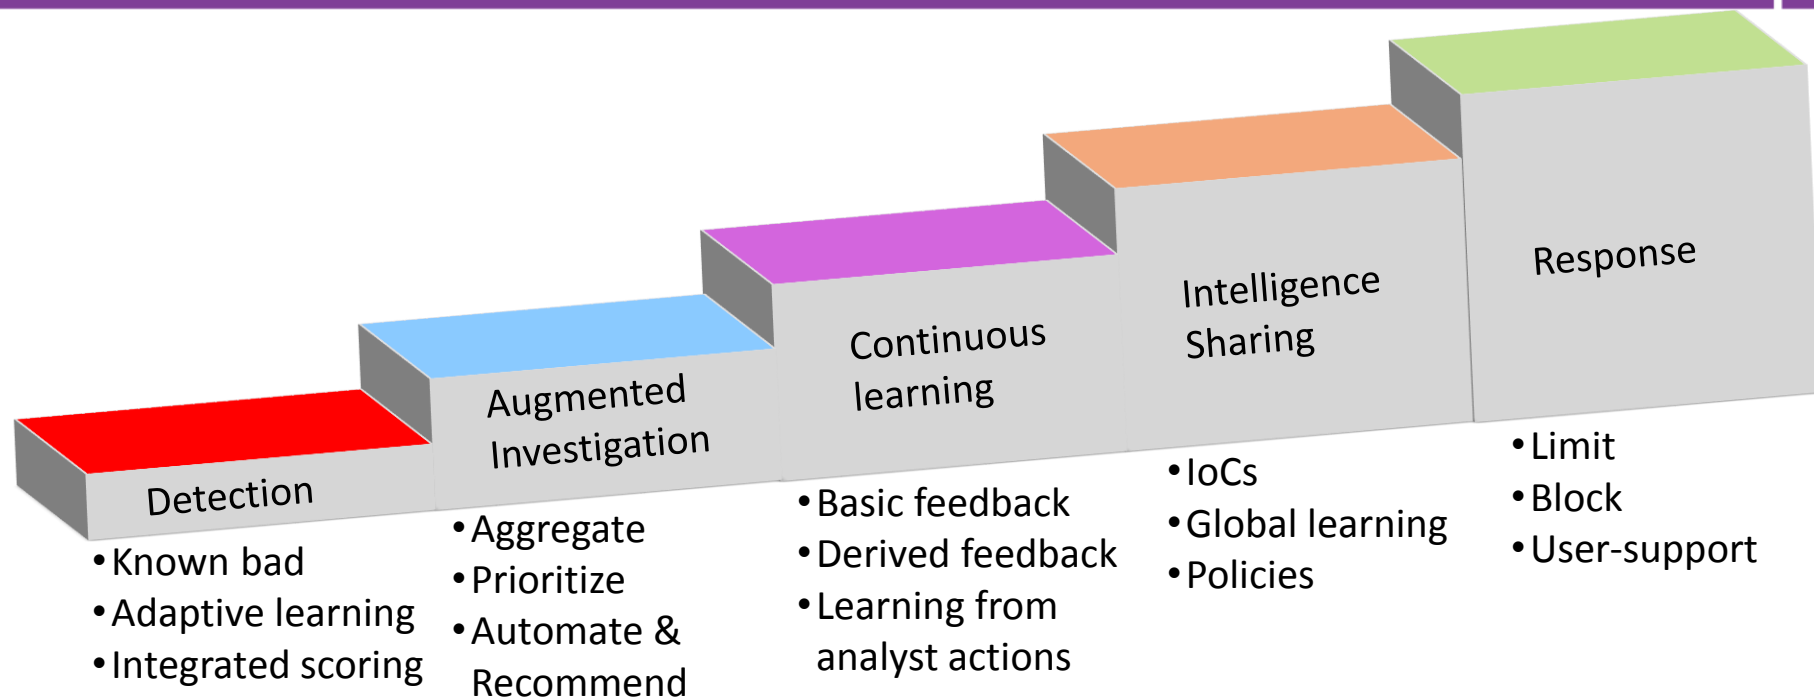 Detection
• Known bad
• Adaptive learning
• Integrated scoring
Augmented
Investigation
• Aggregate
• Prioritize
• Automate &
Recommend
Continuous
learning
• Basic feedback
• Derived feedback
• Learning from
analyst actions
Intelligence
Sharing
• IoCs
• Global learning
• Policies
Response
• Limit
• Block
• User-support